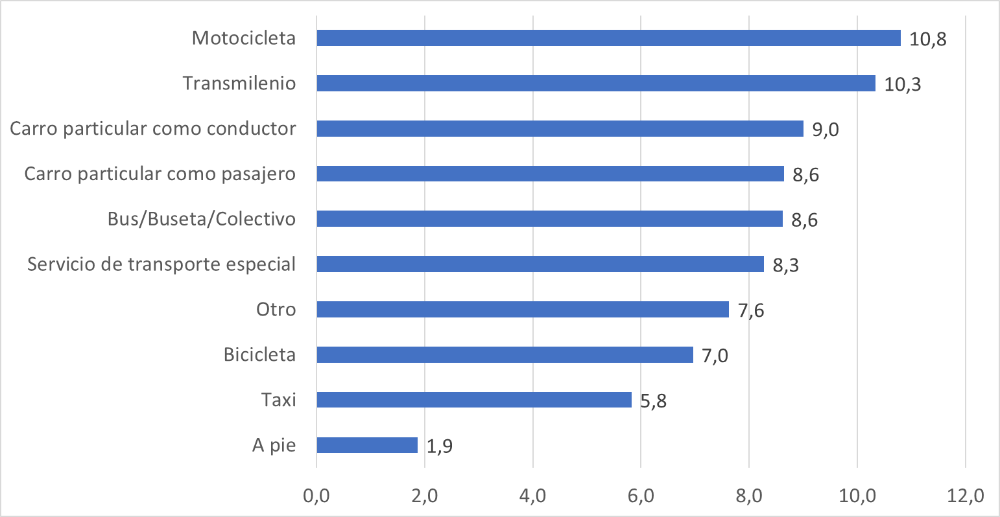 Motocicleta 10,8
Transmilenio 10,3
Carro particular como conductor 9,0
Carro particular como pasajero 8,6
Bus/Buseta/Colectivo 8,6
Servicio de transporte especial 8,3
Otro 7,6
Bicicleta 7,0
Taxi 5,8
A pie 1,9
0,0 2,0 4,0 6,0 8,0 10,0 12,0